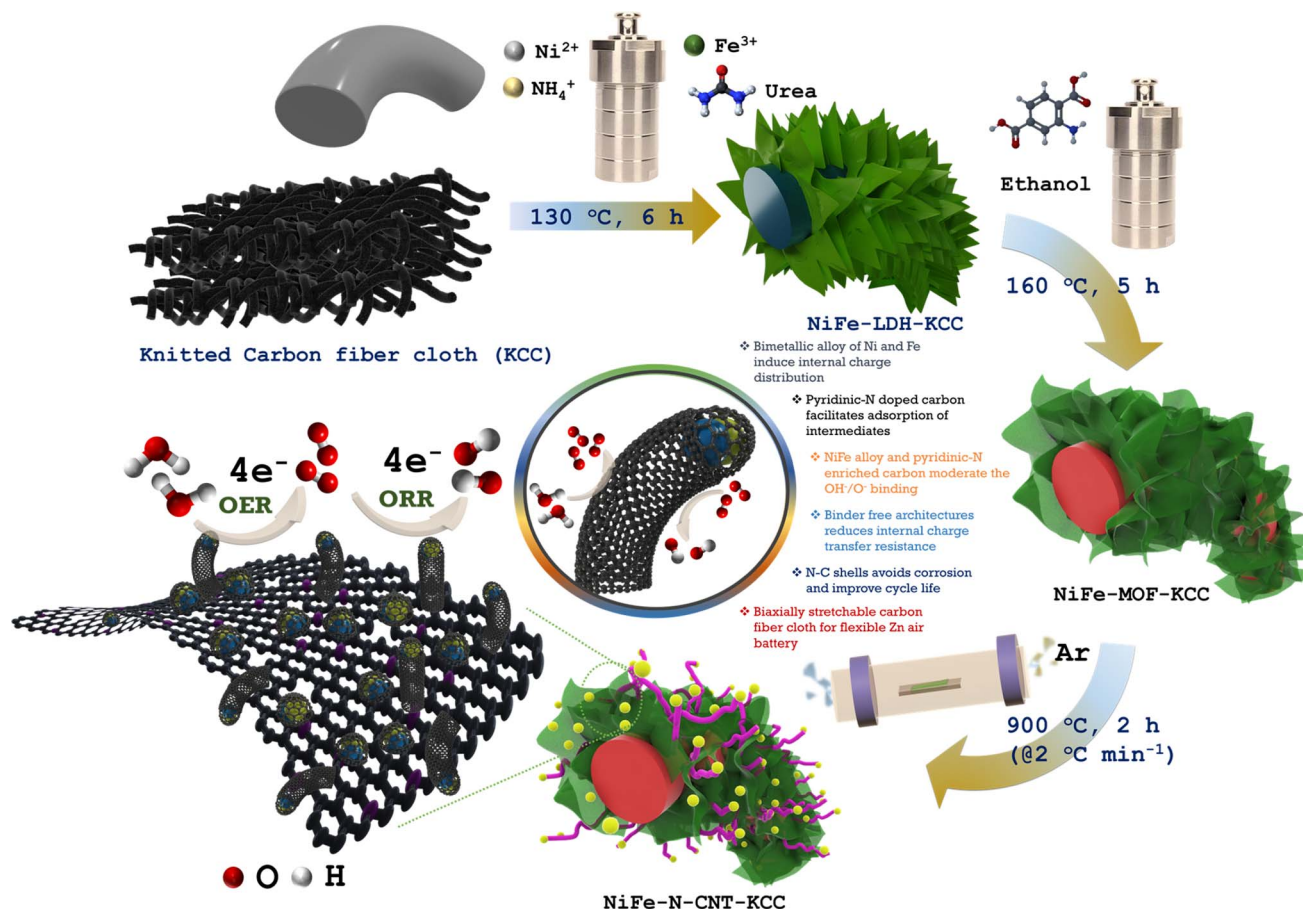 Ni²⁺
Fe³⁺
NH₄⁺
Urea
Ethanol
130 °C, 6 h
160 °C, 5 h
NiFe-LDH-KCC
Knitted Carbon fiber cloth (KCC)
❖ Bimetallic alloy of Ni and Fe
induce internal charge
distribution
❖ Pyridinic-N doped carbon
facilitates adsorption of
intermediates
❖ NiFe alloy and pyridinic-N
enriched carbon moderate the
OH⁻/O⁻ binding
❖ Binder free architectures
reduces internal charge
transfer resistance
❖ N-C shells avoids corrosion
and improve cycle life
❖ Biaxially stretchable carbon
fiber cloth for flexible Zn air
battery
4e⁻
OER
4e⁻
ORR
NiFe-MOF-KCC
Ar
900 °C, 2 h
(@2 °C min⁻¹)
O H
NiFe-N-CNT-KCC